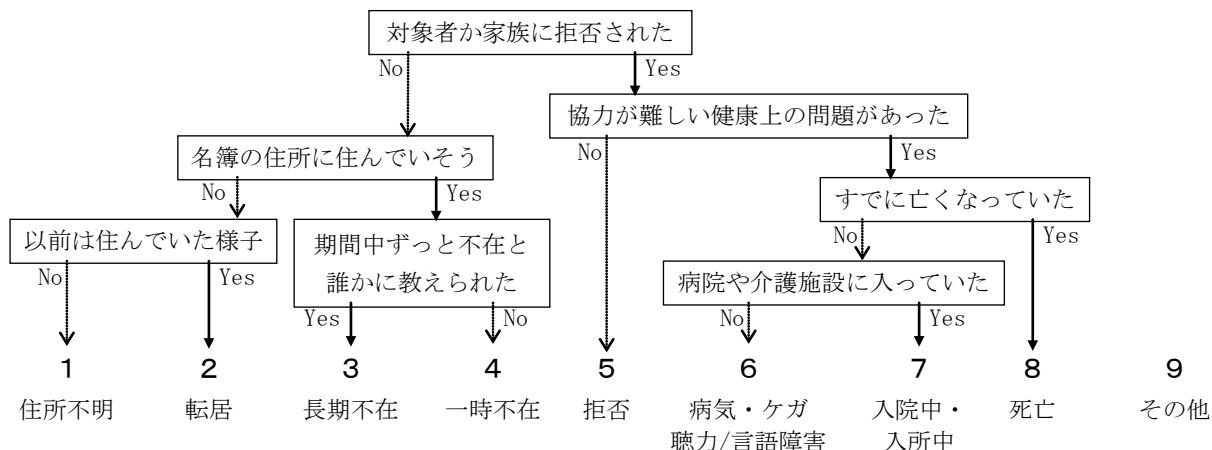 対象者か家族に拒否された
No
Yes
協力が難しい健康上の問題があった
名簿の住所に住んでいそう
No
Yes
No
Yes
すでに亡くなっていた
以前は住んでいた様子
期間中ずっと不在と
誰かに教えられた
No
Yes
病院や介護施設に入っていた
No
Yes
Yes
No
No
Yes
1
2
3
4
5
6
7
8
9
住所不明
転居
長期不在
一時不在
拒否
病気・ケガ
聴力/言語障害
入院中・
入所中
死亡
その他